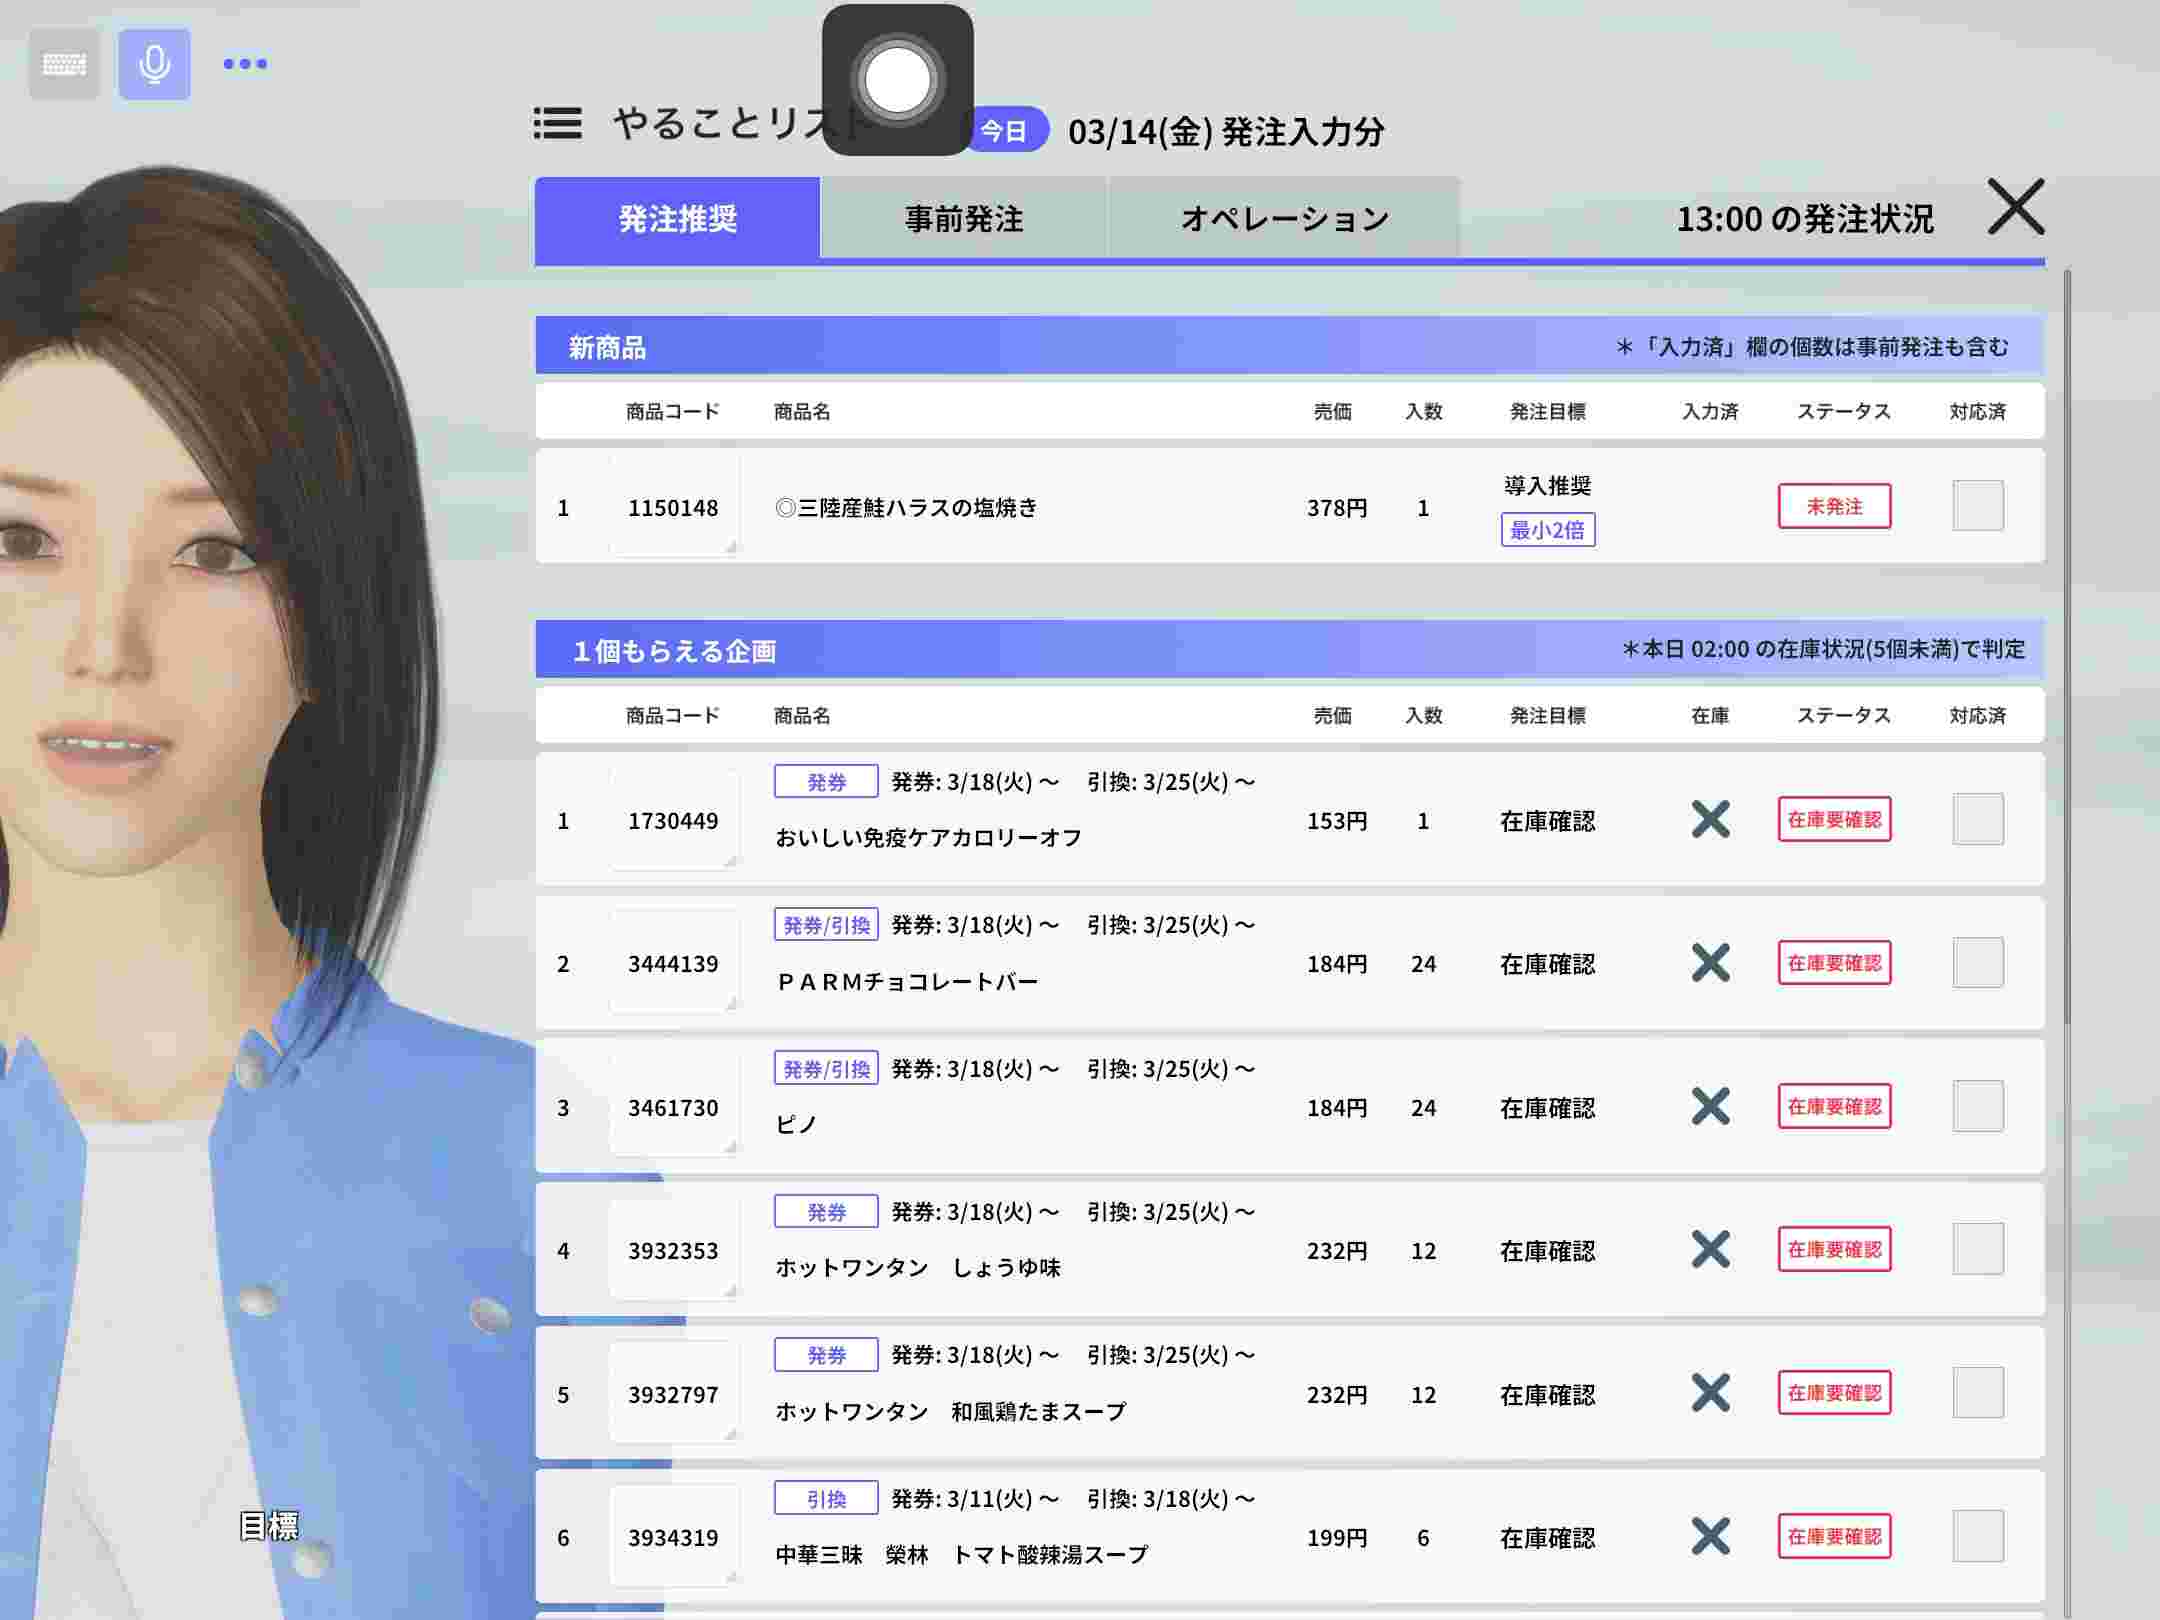 やることリスト
今日 03/14(金) 発注入力分
発注推奨 事前発注 オペレーション 13:00 の発注状況
新商品 ＊「入力済」欄の個数は事前発注も含む
商品コード 商品名 売価 入数 発注目標 入力済 ステータス 対応済
1 1150148 ◎三陸産鮭ハラスの塩焼き 378円 1 導入推奨 最小2倍 未発注
１個もらえる企画 ＊本日 02:00 の在庫状況(5個未満)で判定
商品コード 商品名 売価 入数 発注目標 在庫 ステータス 対応済
発券 発券: 3/18(火) ～ 引換: 3/25(火) ～
1 1730449 おいしい免疫ケアカロリーオフ 153円 1 在庫確認 在庫要確認
発券/引換 発券: 3/18(火) ～ 引換: 3/25(火) ～
2 3444139 ＰＡＲＭチョコレートバー 184円 24 在庫確認 在庫要確認
発券/引換 発券: 3/18(火) ～ 引換: 3/25(火) ～
3 3461730 ピノ 184円 24 在庫確認 在庫要確認
発券 発券: 3/18(火) ～ 引換: 3/25(火) ～
4 3932353 ホットワンタン　しょうゆ味 232円 12 在庫確認 在庫要確認
発券 発券: 3/18(火) ～ 引換: 3/25(火) ～
5 3932797 ホットワンタン　和風鶏たまスープ 232円 12 在庫確認 在庫要確認
引換 発券: 3/11(火) ～ 引換: 3/18(火) ～
6 3934319 中華三昧　榮林　トマト酸辣湯スープ 199円 6 在庫確認 在庫要確認
目標